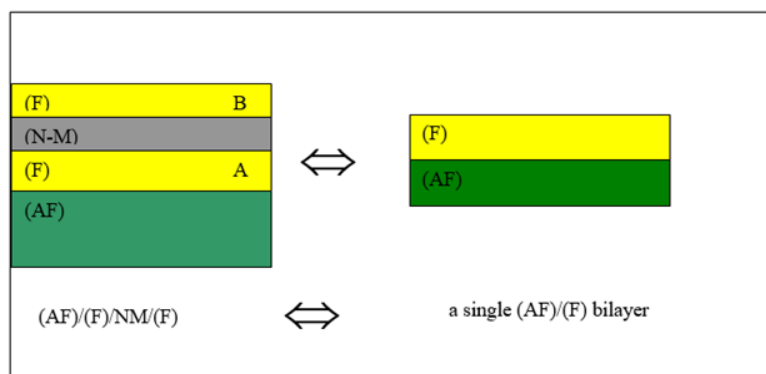 (F) B
(N-M)
(F) A
(AF)
(F)
(AF)
(AF)/(F)/NM/(F)
a single (AF)/(F) bilayer